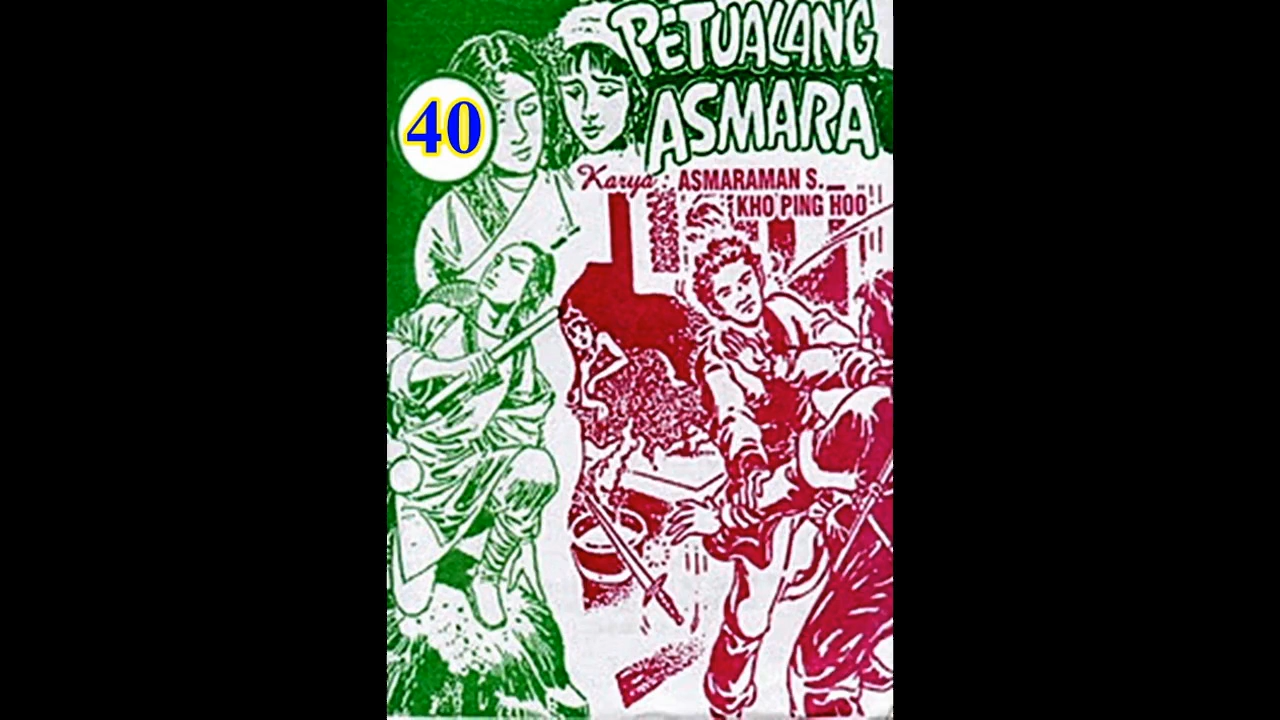 PETUALANG
ASMARA
40
Karya : ASMARAMAN S.
KHO PING HOO